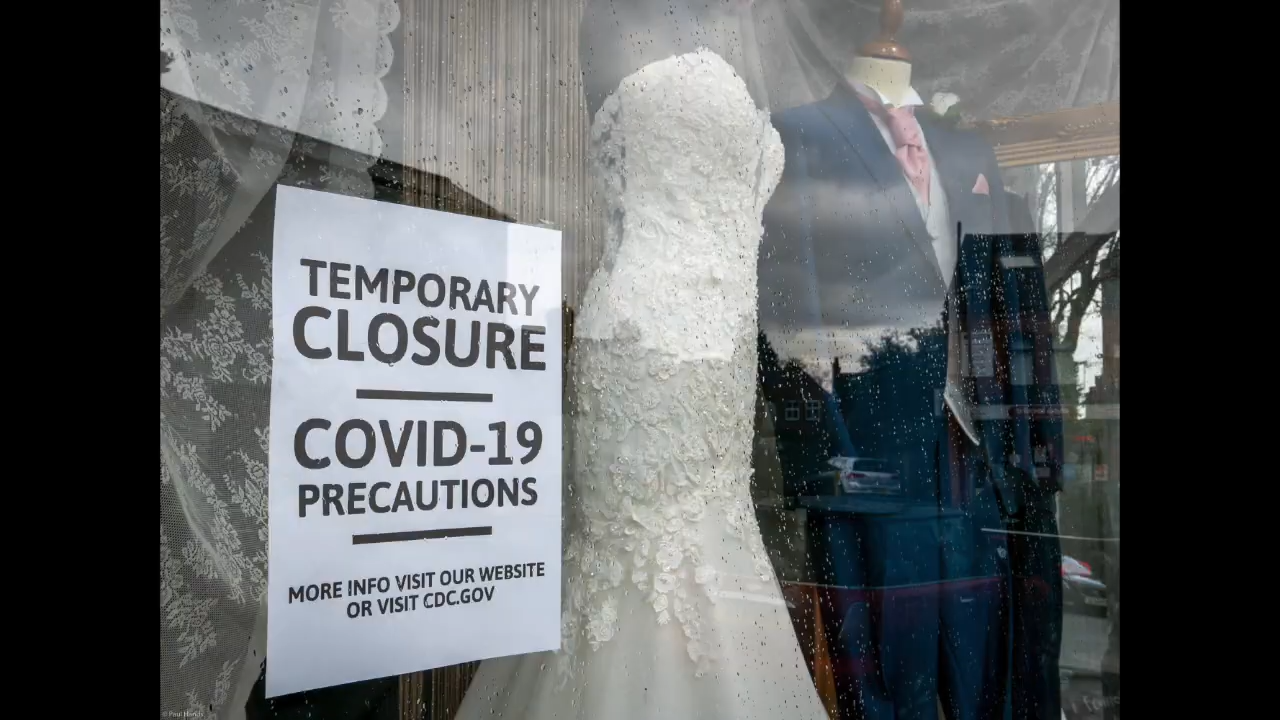 TEMPORARY
CLOSURE
COVID-19
PRECAUTIONS
MORE INFO VISIT OUR WEBSITE
OR VISIT CDC.GOV